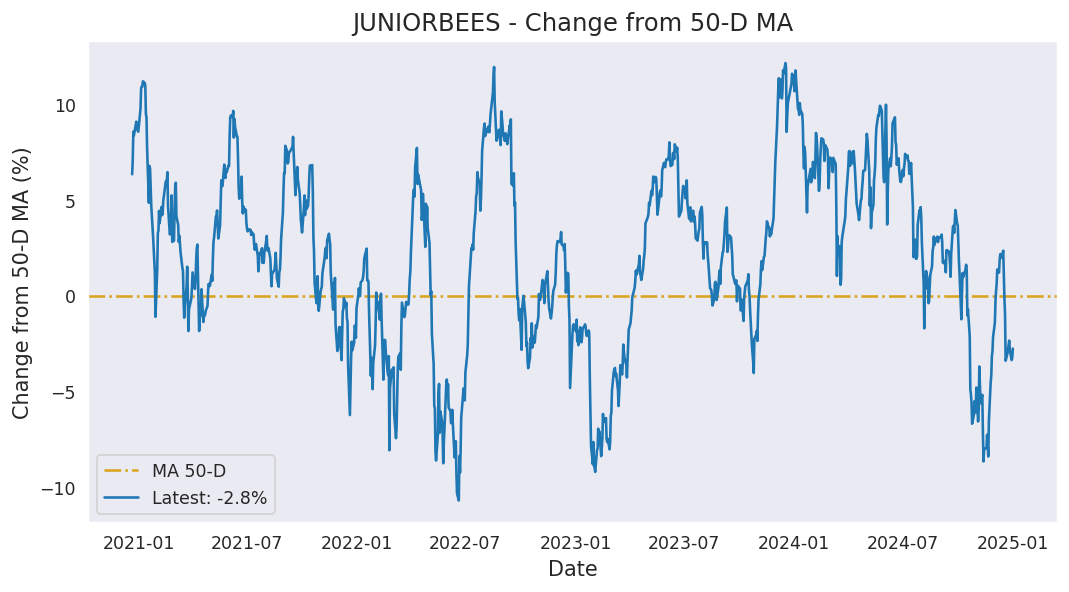 JUNIORBEES - Change from 50-D MA
Change from 50-D MA (%)
10
5
0
−5
−10
MA 50-D
Latest: -2.8%
2021-01 2021-07 2022-01 2022-07 2023-01 2023-07 2024-01 2024-07 2025-01
Date